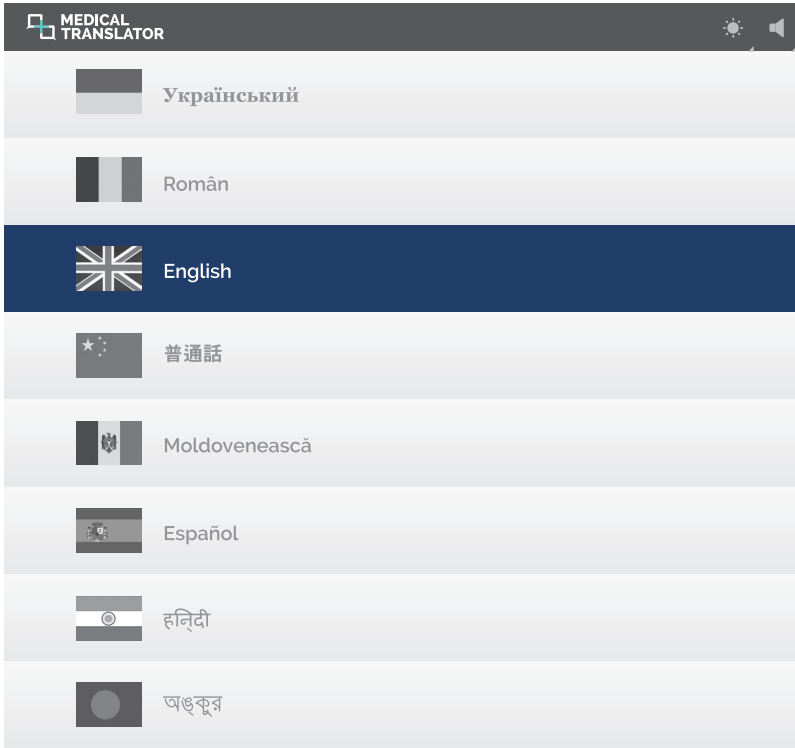 MEDICAL
TRANSLATOR
Український
Român
English
普通話
Moldovenească
Español
हनि्दी
অঙ্কুর